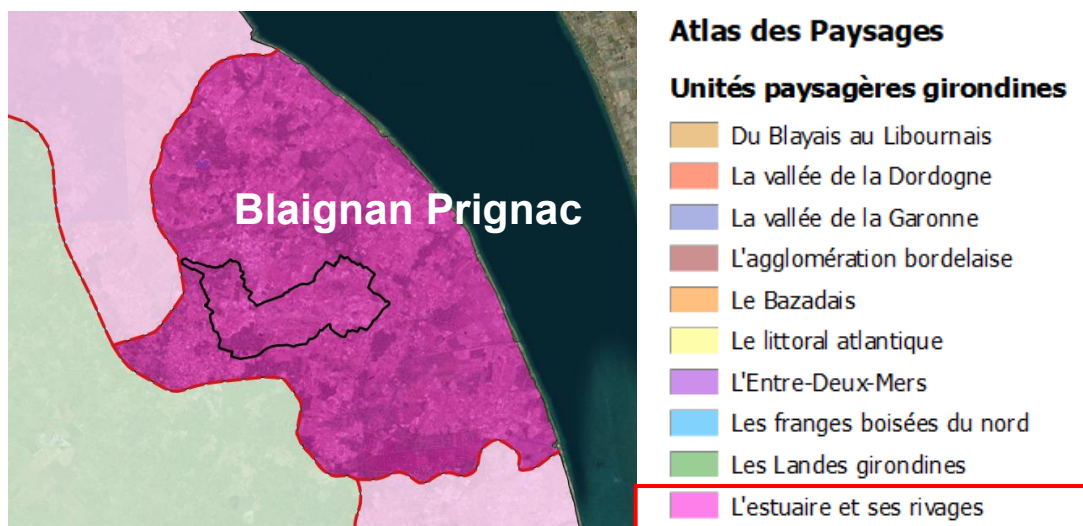 Blaignan Prignac
Atlas des Paysages
Unités paysagères girondines
Du Blayais au Libournais
La vallée de la Dordogne
La vallée de la Garonne
L'agglomération bordelaise
Le Bazadais
Le littoral atlantique
L'Entre-Deux-Mers
Les franges boisées du nord
Les Landes girondines
L'estuaire et ses rivages